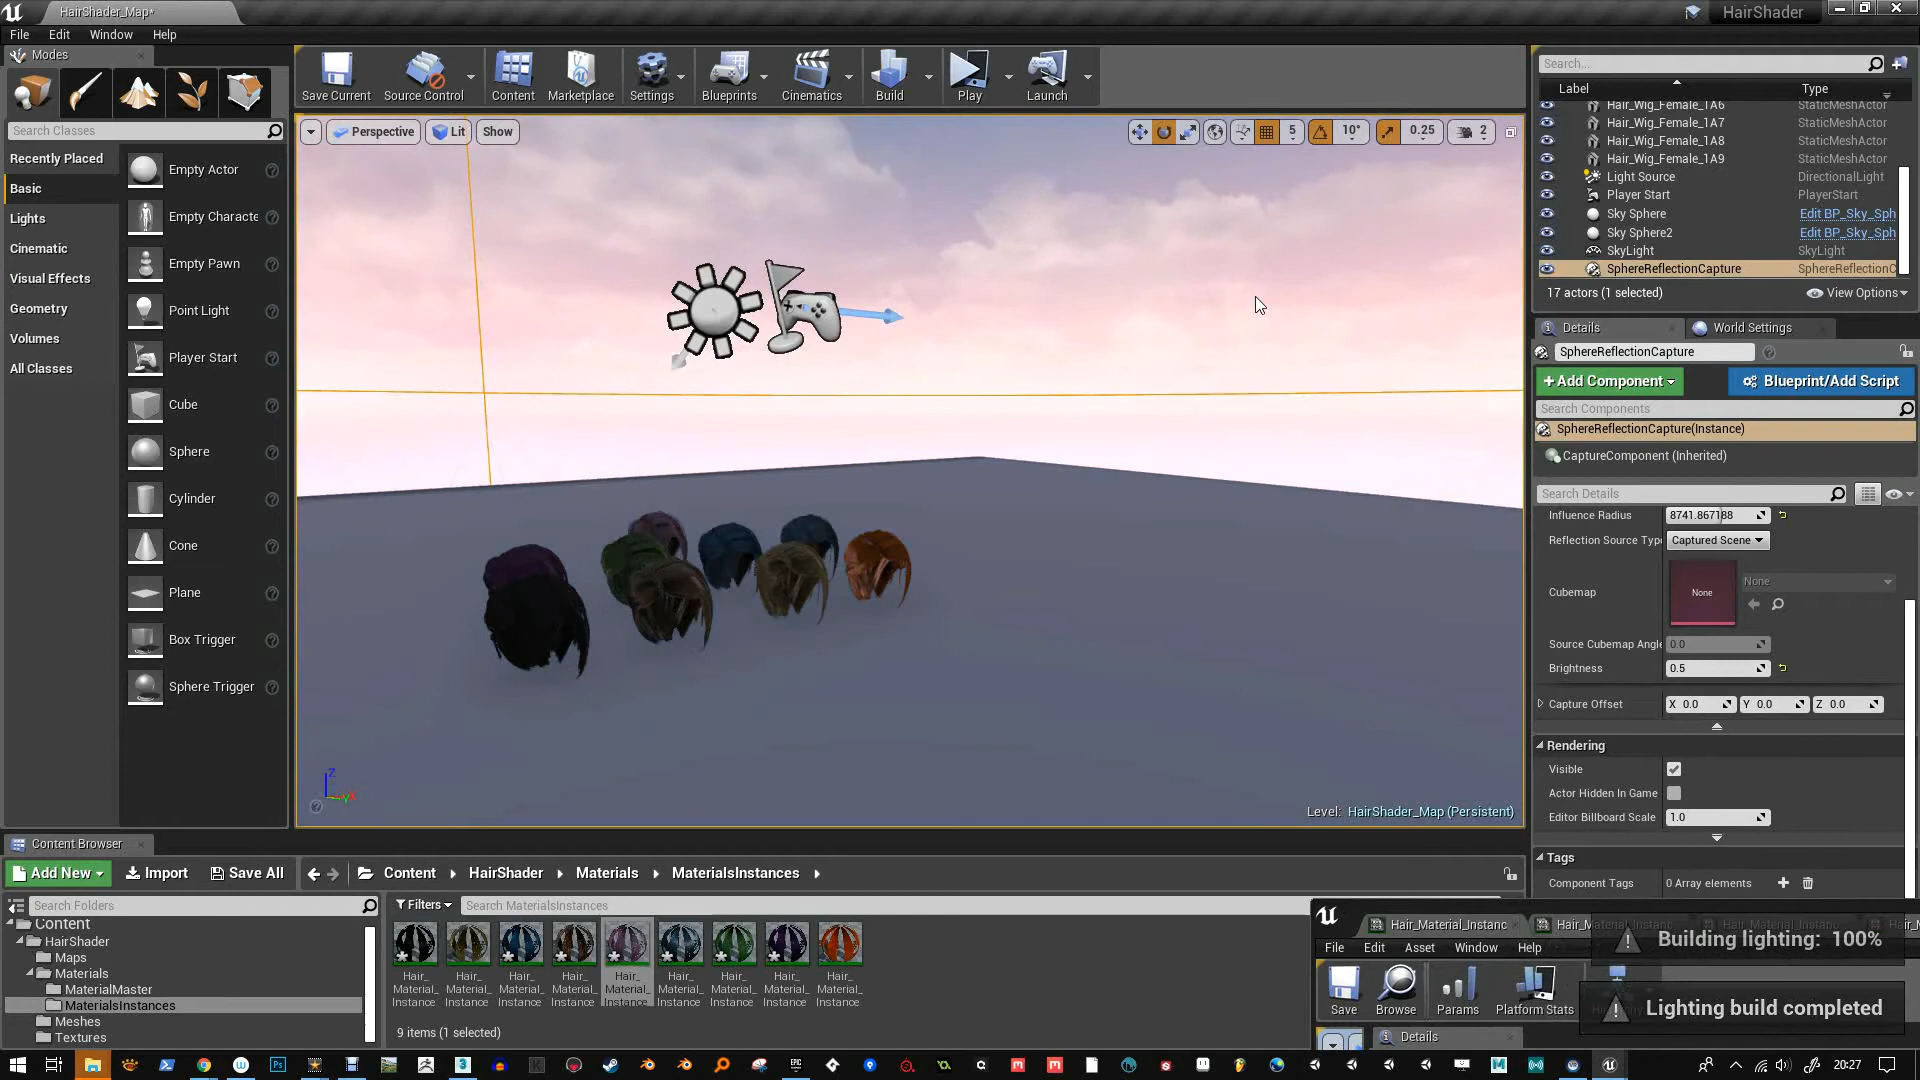 HairShader_Map*
HairShader
File Edit Window Help
Modes
Save Current
Source Control
Content
Marketplace
Settings
Blueprints
Cinematics
Build
Play
Launch
Search Classes
Recently Placed
Basic
Lights
Cinematic
Visual Effects
Geometry
Volumes
All Classes
Empty Actor
Empty Characte
Empty Pawn
Point Light
Player Start
Cube
Sphere
Cylinder
Cone
Plane
Box Trigger
Sphere Trigger
Perspective
Lit
Show
5
10°
0.25
2
Level: HairShader_Map (Persistent)
Search...
Label Type
Hair_Wig_Female_1A6 StaticMeshActor
Hair_Wig_Female_1A7 StaticMeshActor
Hair_Wig_Female_1A8 StaticMeshActor
Hair_Wig_Female_1A9 StaticMeshActor
Light Source DirectionalLight
Player Start PlayerStart
Sky Sphere Edit BP_Sky_Sph
Sky Sphere2 Edit BP_Sky_Sph
SkyLight SkyLight
SphereReflectionCapture SphereReflectionC
17 actors (1 selected) View Options
Details World Settings
SphereReflectionCapture
+Add Component Blueprint/Add Script
Search Components
SphereReflectionCapture(Instance)
CaptureComponent (Inherited)
Search Details
Influence Radius 8741.867188
Reflection Source Typ Captured Scene
Cubemap None None
Source Cubemap Angle 0.0
Brightness 0.5
Capture Offset X 0.0 Y 0.0 Z 0.0
Rendering
Visible
Actor Hidden In Game
Editor Billboard Scale 1.0
Tags
Component Tags 0 Array elements
Content Browser
Add New Import Save All Content HairShader Materials MaterialsInstances
Search Folders
Content
HairShader
Maps
Materials
MaterialMaster
MaterialsInstances
Meshes
Textures
Filters Search MaterialsInstances
Hair_ Hair_ Hair_ Hair_ Hair_ Hair_ Hair_ Hair_ Hair_
Material_ Material_ Material_ Material_ Material_ Material_ Material_ Material_ Material_
Instance Instance Instance Instance Instance Instance Instance Instance Instance
9 items (1 selected)
Hair_Material_Instanc
File Edit Asset Window Help
Save Browse Params Platform Stats
Details
Building lighting: 100%
Lighting build completed
20:27